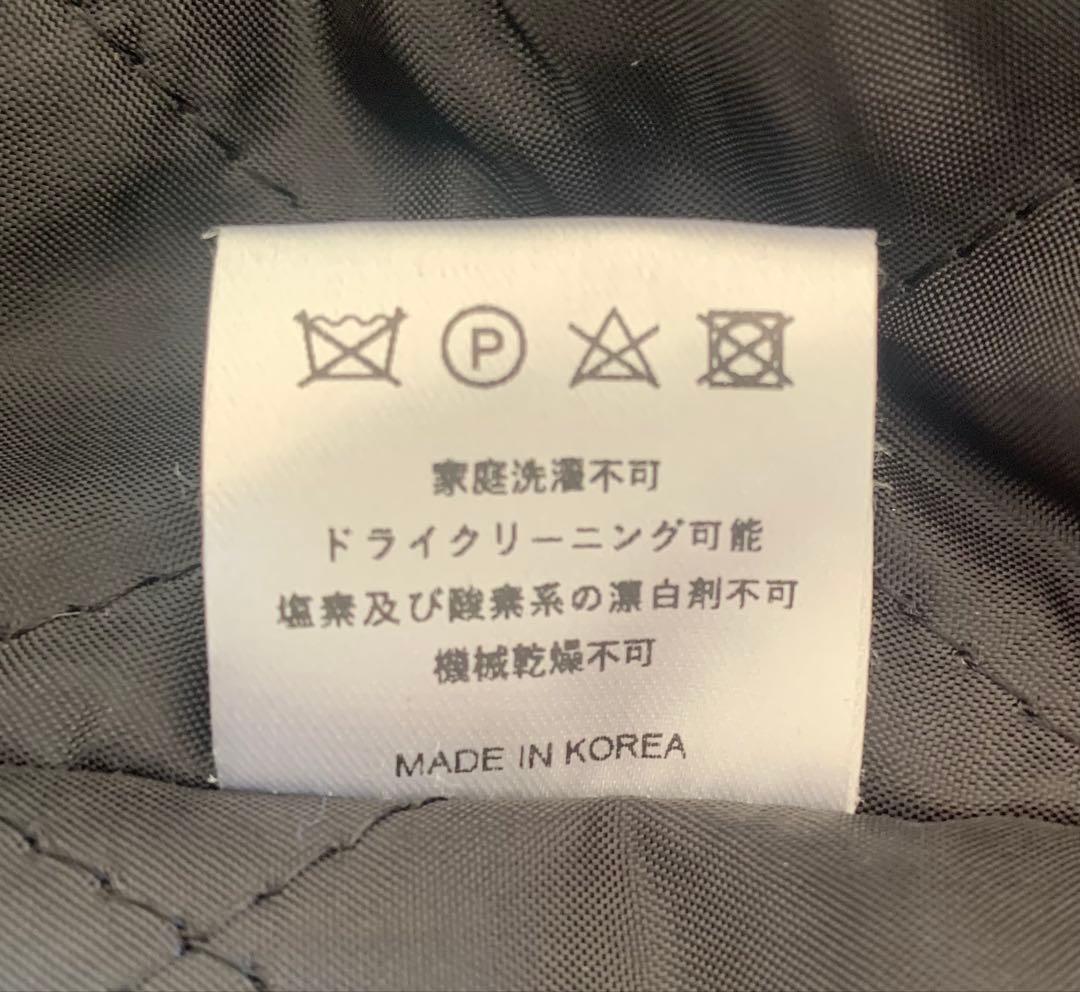 P
家庭洗濯不可
ドライクリーニング可能
塩素及び酸素系の漂白剤不可
機械乾燥不可
MADE IN KOREA